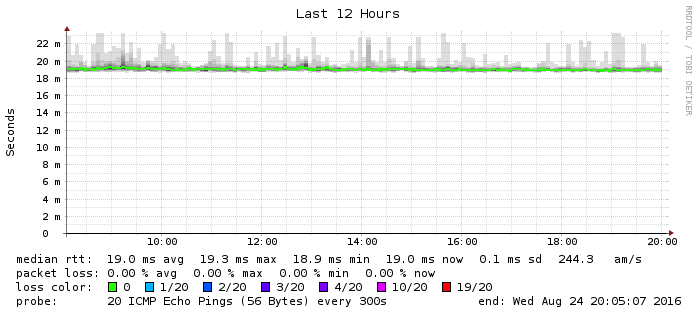 Last 12 Hours
RRDTOOL / TOBI OETIKER
Seconds
22 m
20 m
18 m
16 m
14 m
12 m
10 m
8 m
6 m
4 m
2 m
0
10:00 12:00 14:00 16:00 18:00 20:00
median rtt: 19.0 ms avg 19.3 ms max 18.9 ms min 19.0 ms now 0.1 ms sd 244.3 am/s
packet loss: 0.00 % avg 0.00 % max 0.00 % min 0.00 % now
loss color: 0 1/20 2/20 3/20 4/20 10/20 19/20
probe: 20 ICMP Echo Pings (56 Bytes) every 300s end: Wed Aug 24 20:05:07 2016